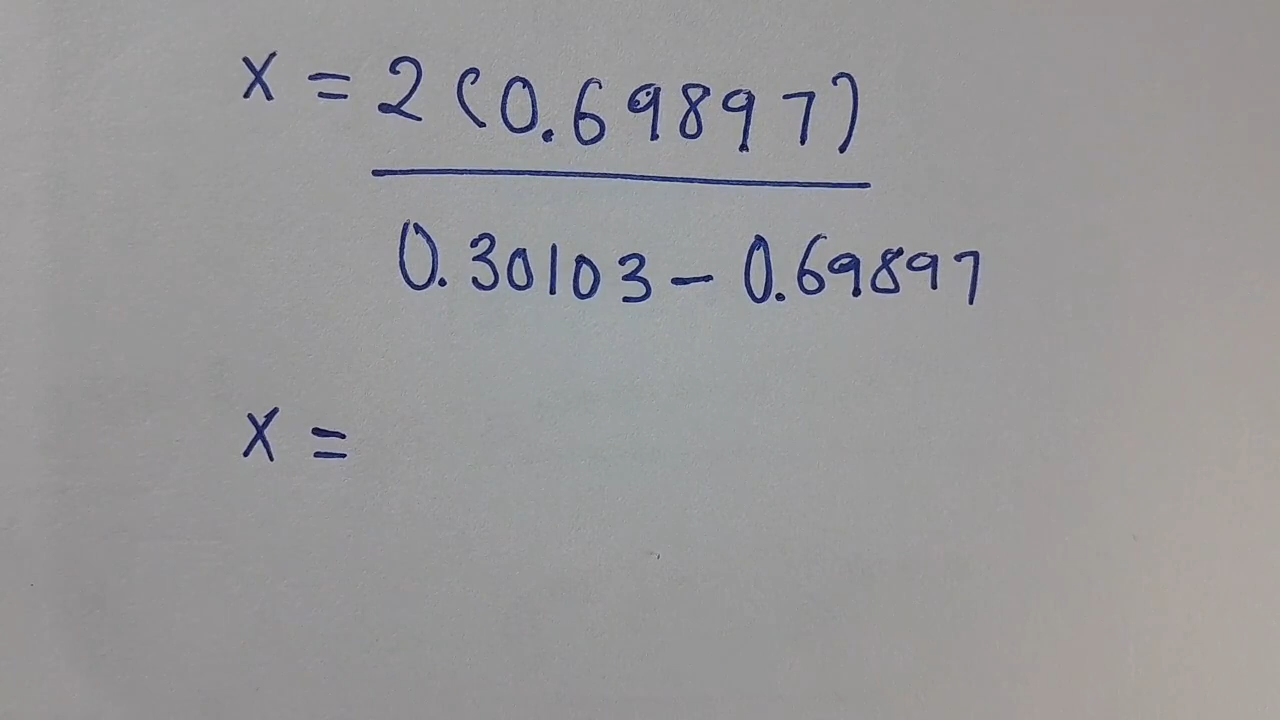 x = 2 (0.69897)
0.30103 - 0.69897
x =